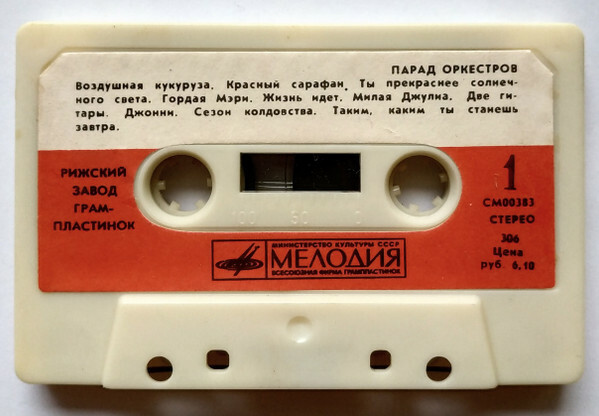 ПАРАД ОРКЕСТРОВ
Воздушная кукуруза. Красный сарафан. Ты прекраснее солнеч-
ного света. Гордая Мэри. Жизнь идет. Милая Джулиа. Две ги-
тары. Джонни. Сезон колдовства. Таким, каким ты станешь
завтра.
РИЖСКИЙ
ЗАВОД
ГРАМ-
ПЛАСТИНОК
1
СМ00383
СТЕРЕО
306
Цена
руб. 6,10
100 50 0
МИНИСТЕРСТВО КУЛЬТУРЫ СССР
МЕЛОДИЯ
ВСЕСОЮЗНАЯ ФИРМА ГРАМПЛАСТИНОК